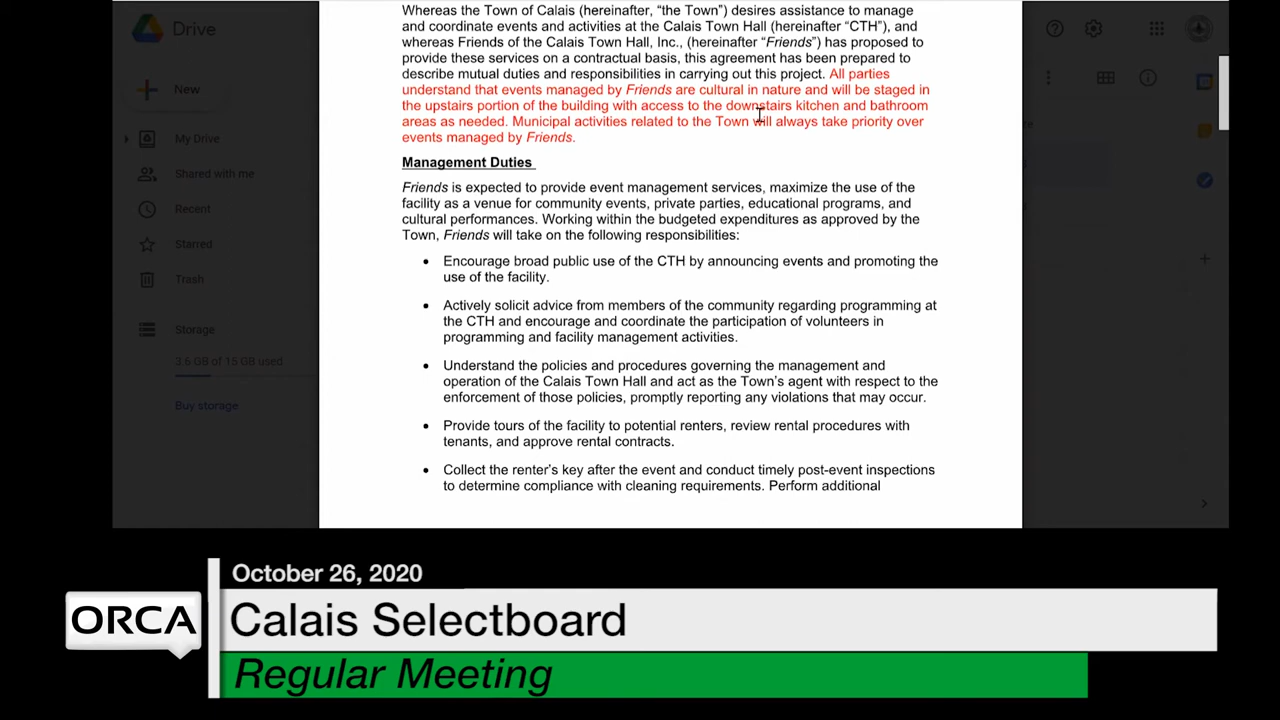 Drive
New
My Drive
Shared with me
Recent
Starred
Trash
Storage
3.6 GB of 15 GB used
Buy storage
Whereas the Town of Calais (hereinafter, “the Town”) desires assistance to manage
and coordinate events and activities at the Calais Town Hall (hereinafter “CTH”), and
whereas Friends of the Calais Town Hall, Inc., (hereinafter “Friends”) has proposed to
provide these services on a contractual basis, this agreement has been prepared to
describe mutual duties and responsibilities in carrying out this project. All parties
understand that events managed by Friends are cultural in nature and will be staged in
the upstairs portion of the building with access to the downstairs kitchen and bathroom
areas as needed. Municipal activities related to the Town will always take priority over
events managed by Friends.
Management Duties
Friends is expected to provide event management services, maximize the use of the
facility as a venue for community events, private parties, educational programs, and
cultural performances. Working within the budgeted expenditures as approved by the
Town, Friends will take on the following responsibilities:
• Encourage broad public use of the CTH by announcing events and promoting the
use of the facility.
• Actively solicit advice from members of the community regarding programming at
the CTH and encourage and coordinate the participation of volunteers in
programming and facility management activities.
• Understand the policies and procedures governing the management and
operation of the Calais Town Hall and act as the Town’s agent with respect to the
enforcement of those policies, promptly reporting any violations that may occur.
• Provide tours of the facility to potential renters, review rental procedures with
tenants, and approve rental contracts.
• Collect the renter’s key after the event and conduct timely post-event inspections
to determine compliance with cleaning requirements. Perform additional
October 26, 2020
ORCA
Calais Selectboard
Regular Meeting